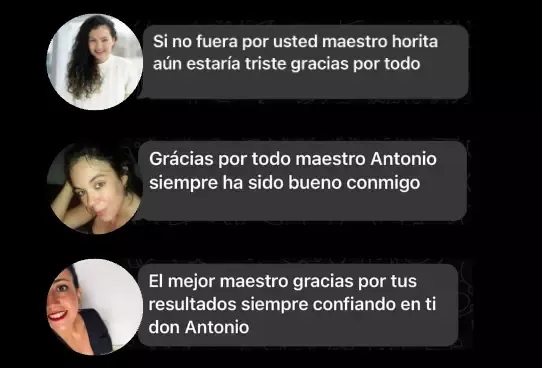 Si no fuera por usted maestro horita
aún estaría triste gracias por todo
Grácias por todo maestro Antonio
siempre ha sido bueno conmigo
El mejor maestro gracias por tus
resultados siempre confiando en ti
don Antonio